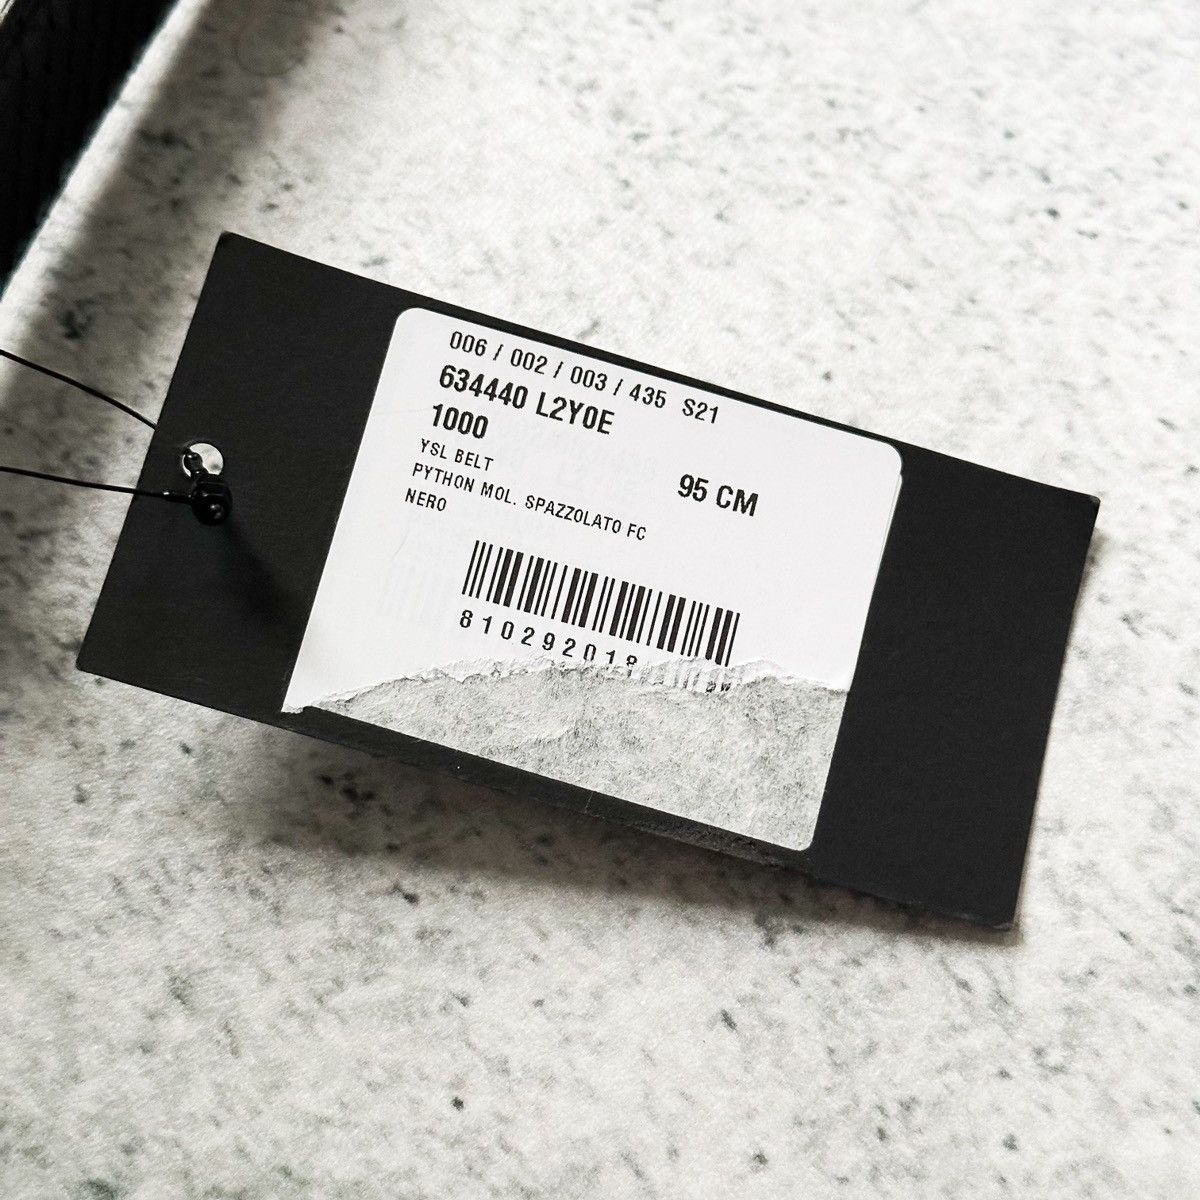 006 / 002 / 003 / 435 S21
634440 L2Y0E
1000
YSL BELT
95 CM
PYTHON MOL. SPAZZOLATO FC
NERO
810292018